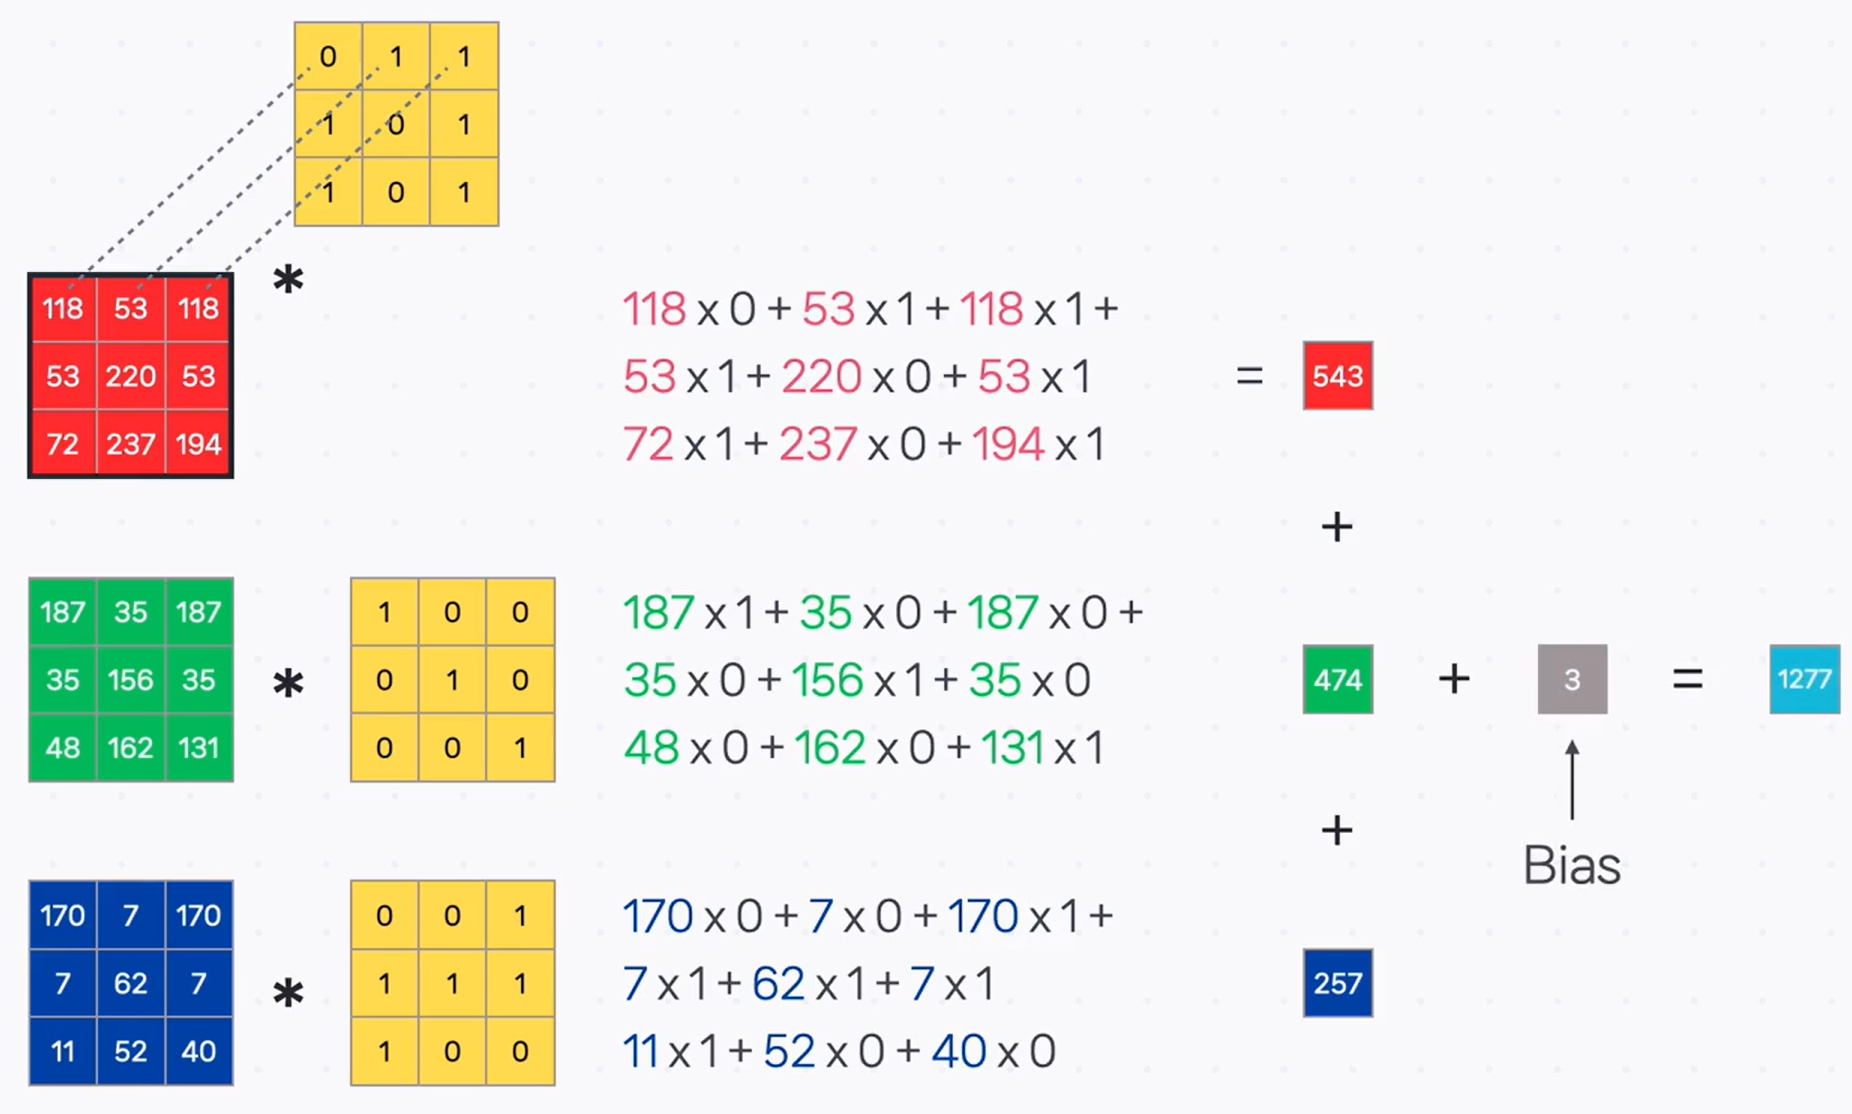 0 1 1
1 0 1
1 0 1
*
118 53 118
53 220 53
72 237 194
118 x 0 + 53 x 1 + 118 x 1 +
53 x 1 + 220 x 0 + 53 x 1
72 x 1 + 237 x 0 + 194 x 1
= 543
+
187 35 187
35 156 35
48 162 131
*
1 0 0
0 1 0
0 0 1
187 x 1 + 35 x 0 + 187 x 0 +
35 x 0 + 156 x 1 + 35 x 0
48 x 0 + 162 x 0 + 131 x 1
474 + 3 = 1277
Bias
+
170 7 170
7 62 7
11 52 40
*
0 0 1
1 1 1
1 0 0
170 x 0 + 7 x 0 + 170 x 1 +
7 x 1 + 62 x 1 + 7 x 1
11 x 1 + 52 x 0 + 40 x 0
257